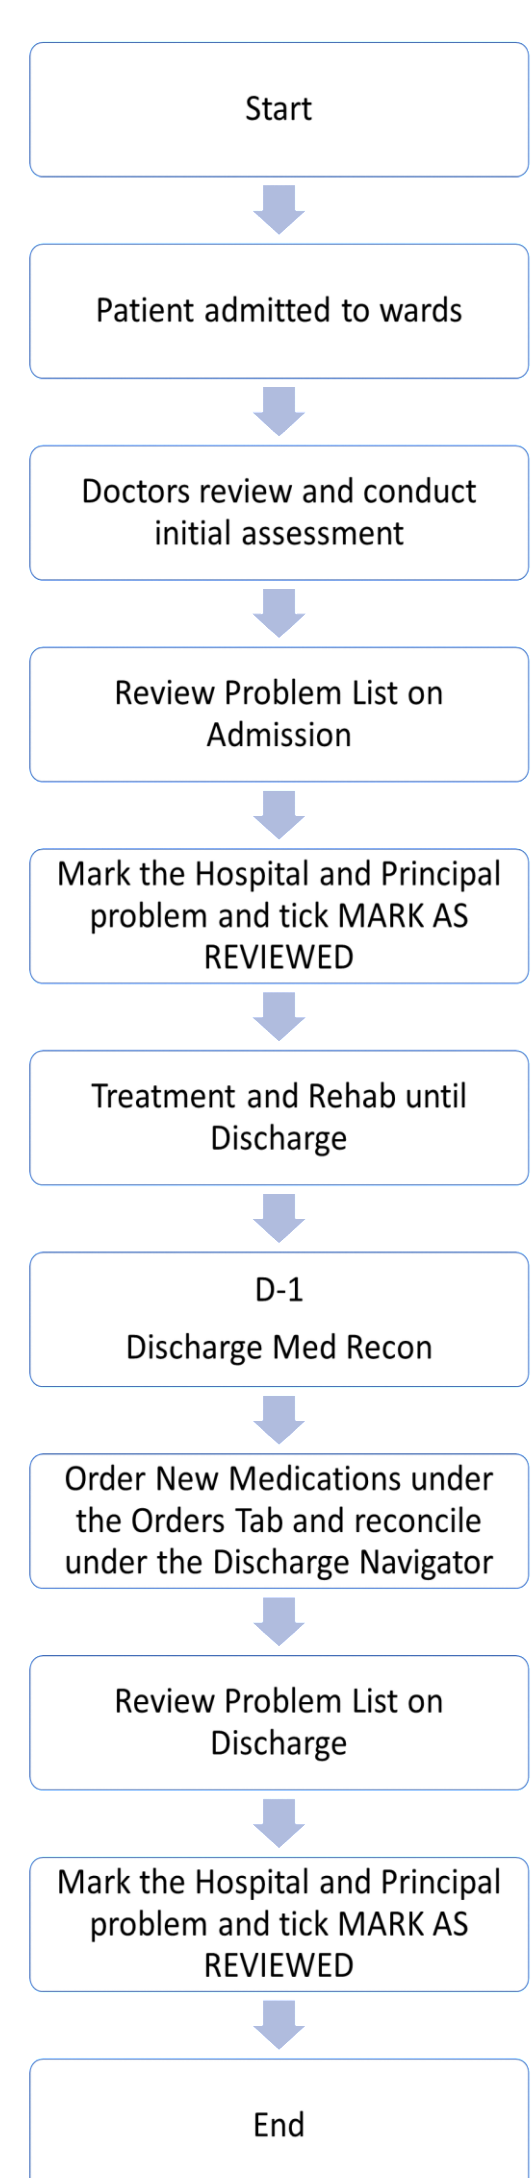 Start
Patient admitted to wards
Doctors review and conduct
initial assessment
Review Problem List on
Admission
Mark the Hospital and Principal
problem and tick MARK AS
REVIEWED
Treatment and Rehab until
Discharge
D-1
Discharge Med Recon
Order New Medications under
the Orders Tab and reconcile
under the Discharge Navigator
Review Problem List on
Discharge
Mark the Hospital and Principal
problem and tick MARK AS
REVIEWED
End